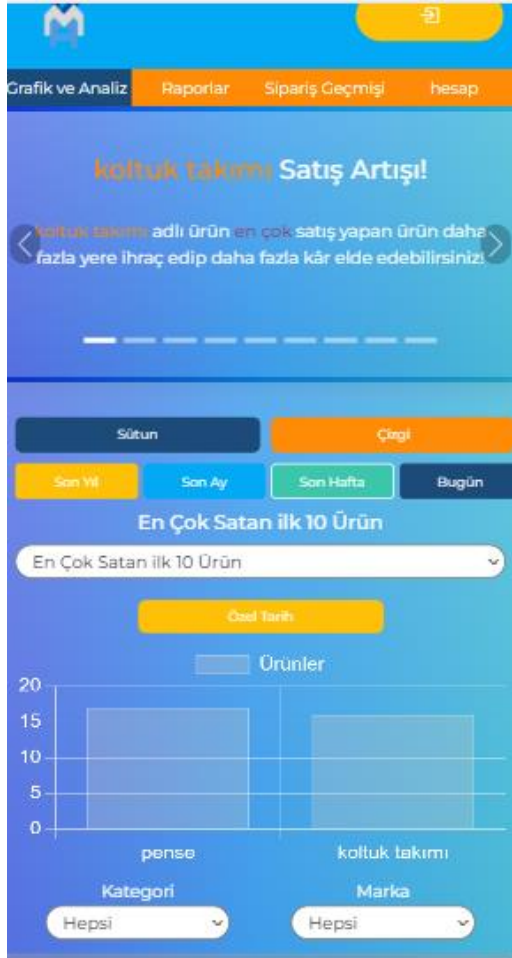 Grafik ve Analiz Raporlar Sipariş Geçmişi hesap
koltuk takımı Satış Artışı!
koltuk takımı adlı ürün en çok satış yapan ürün daha
fazla yere ihraç edip daha fazla kâr elde edebilirsiniz!
Sütun Çizgi
Son Yıl Son Ay Son Hafta Bugün
En Çok Satan ilk 10 Ürün
En Çok Satan ilk 10 Ürün
Özel Tarih
Ürünler
20
15
10
5
0
pense koltuk takımı
Kategori Marka
Hepsi Hepsi